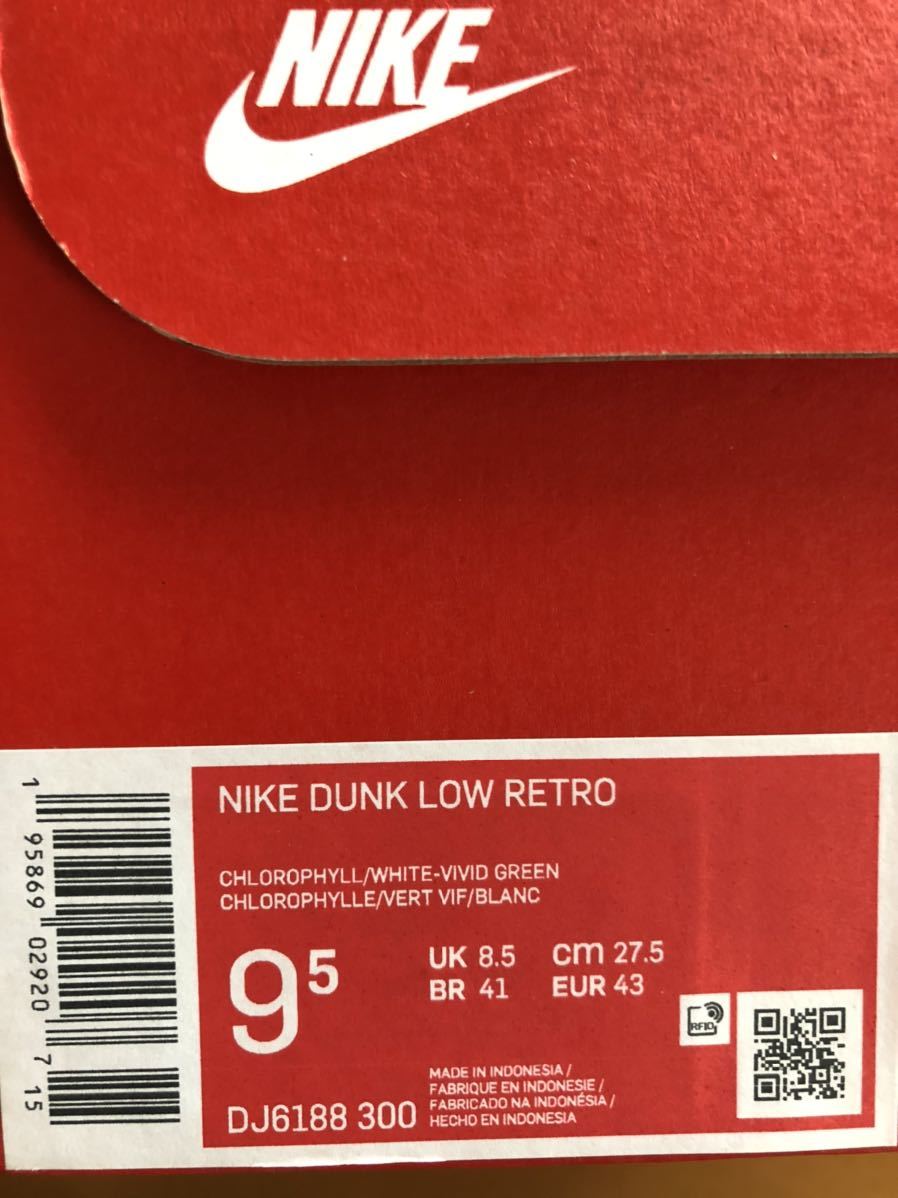 NIKE
NIKE DUNK LOW RETRO
CHLOROPHYLL/WHITE-VIVID GREEN
CHLOROPHYLLE/VERT VIF/BLANC
9⁵
UK 8.5 cm 27.5
BR 41 EUR 43
RFID
MADE IN INDONESIA /
FABRIQUE EN INDONESIE /
FABRICADO NA INDONÉSIA /
HECHO EN INDONESIA
DJ6188 300
1 95869 02920 7 15